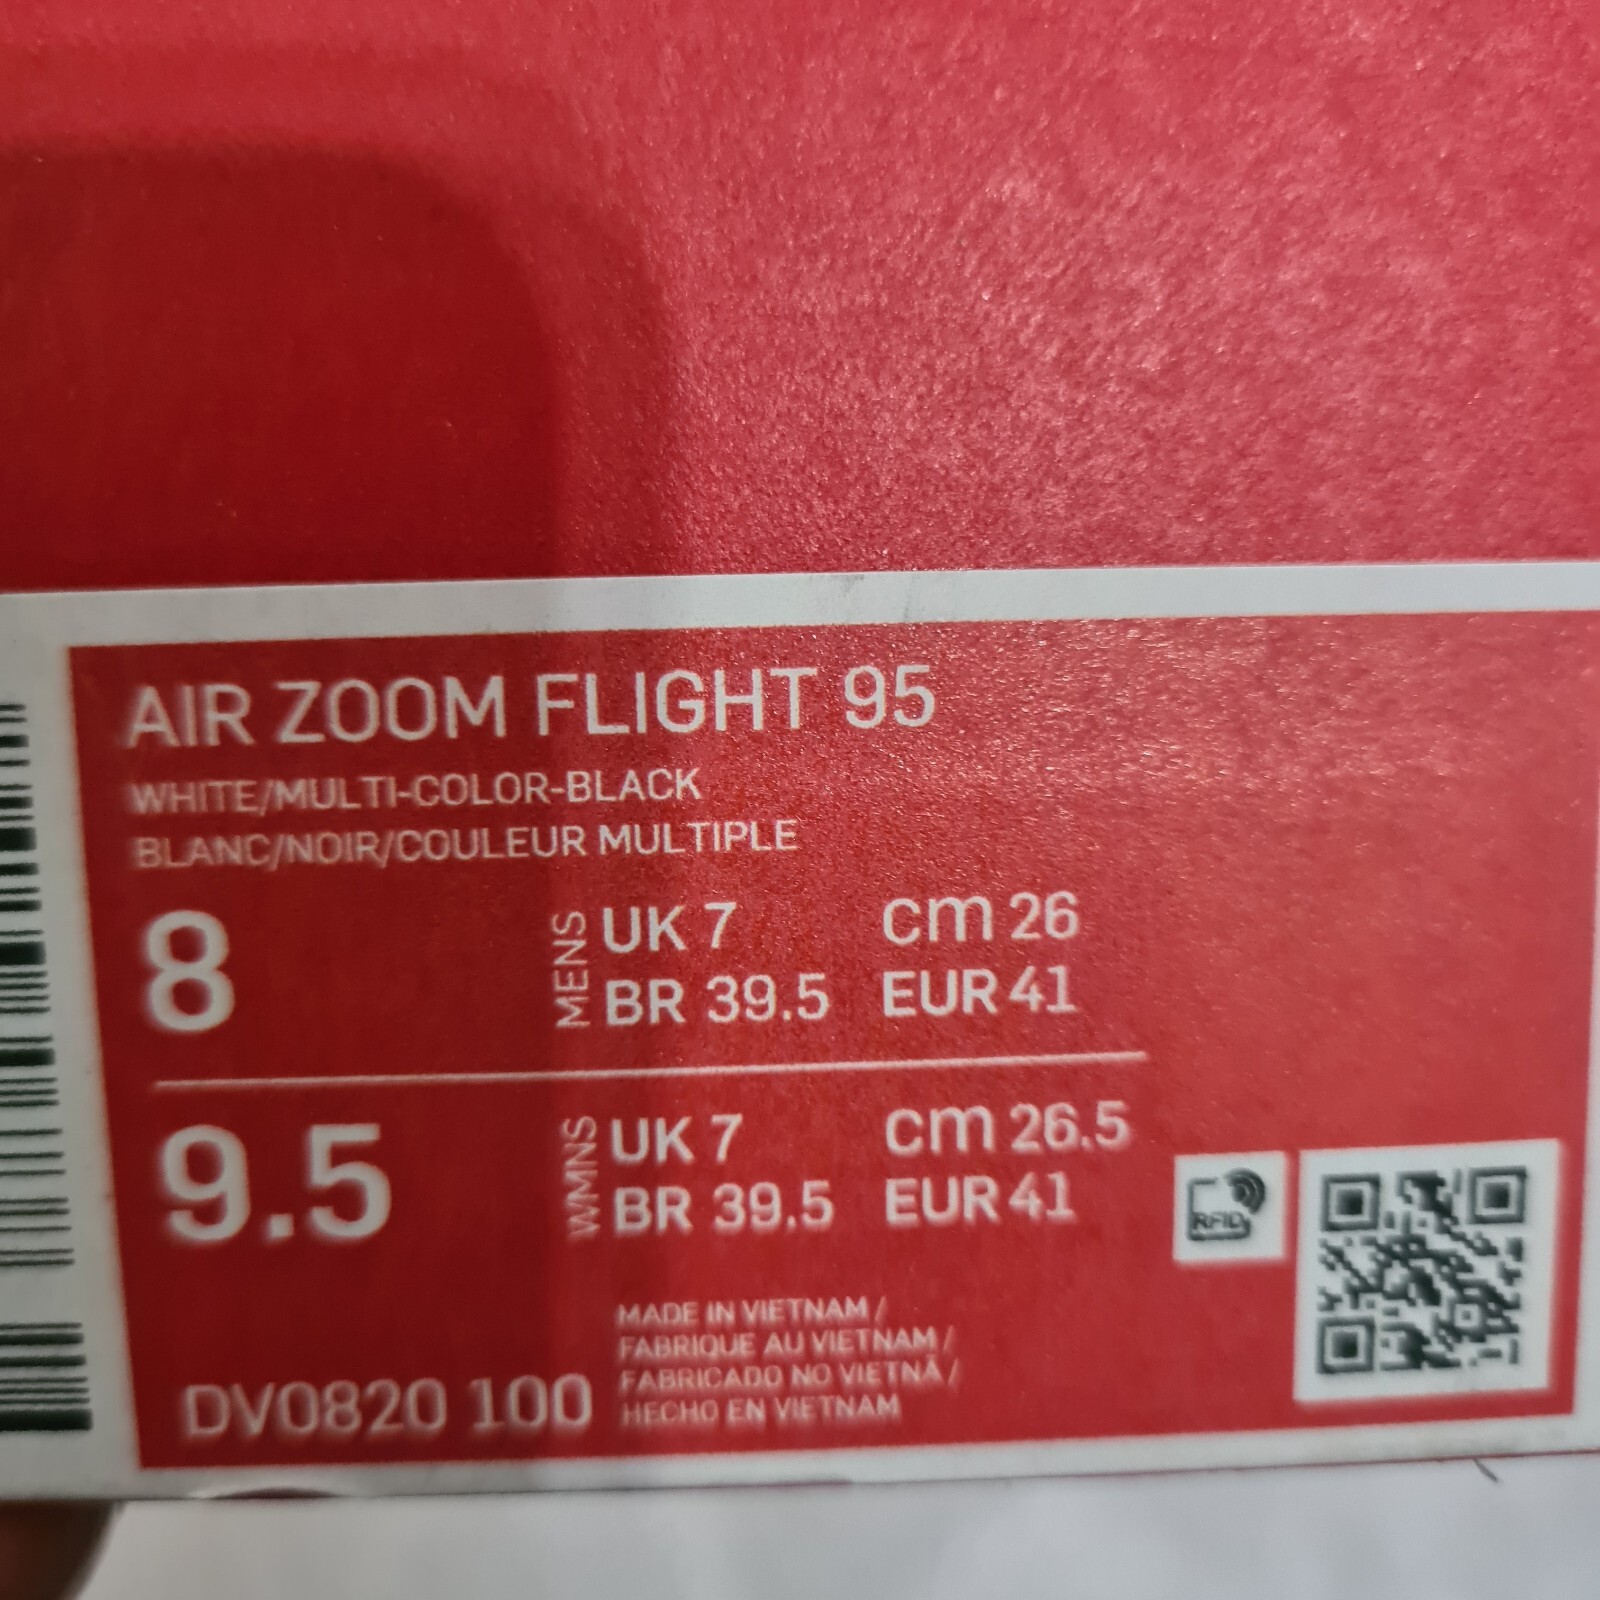 AIR ZOOM FLIGHT 95
WHITE/MULTI-COLOR-BLACK
BLANC/NOIR/COULEUR MULTIPLE
8
MENS
UK 7 cm 26
BR 39.5 EUR 41
9.5
WMNS
UK 7 cm 26.5
BR 39.5 EUR 41
RFID
MADE IN VIETNAM /
FABRIQUE AU VIETNAM /
FABRICADO NO VIETNÃ /
HECHO EN VIETNAM
DV0820 100